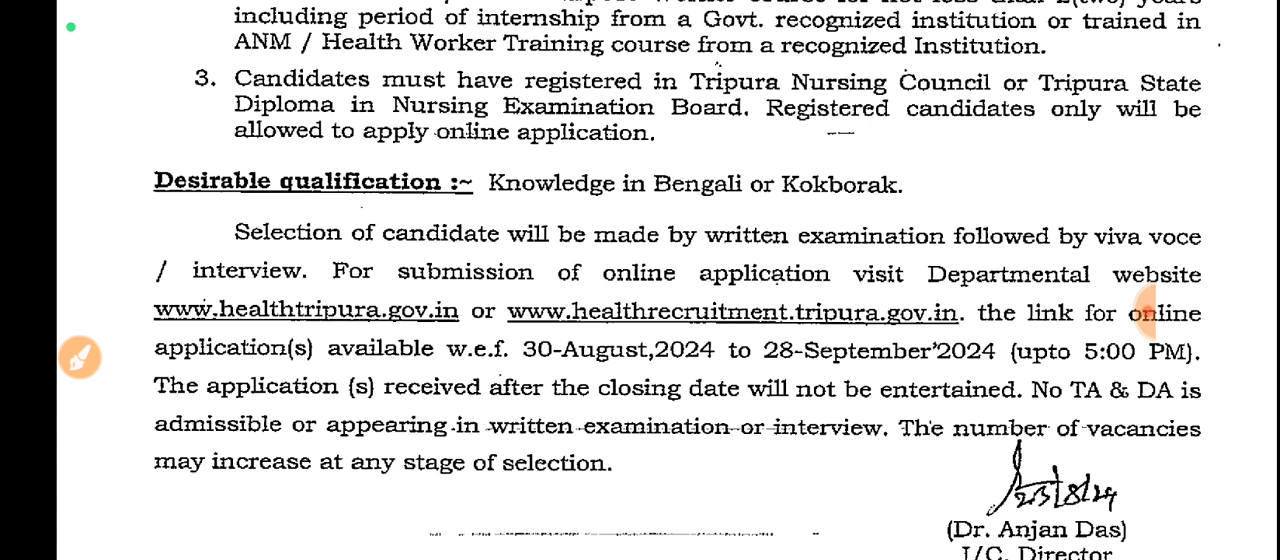 including period of internship from a Govt. recognized institution or trained in
ANM / Health Worker Training course from a recognized Institution.
3. Candidates must have registered in Tripura Nursing Council or Tripura State
Diploma in Nursing Examination Board. Registered candidates only will be
allowed to apply online application.
Desirable qualification :~ Knowledge in Bengali or Kokborak.
Selection of candidate will be made by written examination followed by viva voce
/ interview. For submission of online application visit Departmental website
www.healthtripura.gov.in or www.healthrecruitment.tripura.gov.in. the link for online
application(s) available w.e.f. 30-August,2024 to 28-September'2024 (upto 5:00 PM).
The application (s) received after the closing date will not be entertained. No TA & DA is
admissible or appearing in written examination or interview. The number of vacancies
may increase at any stage of selection.
23/8/24
(Dr. Anjan Das)
I/C. Director